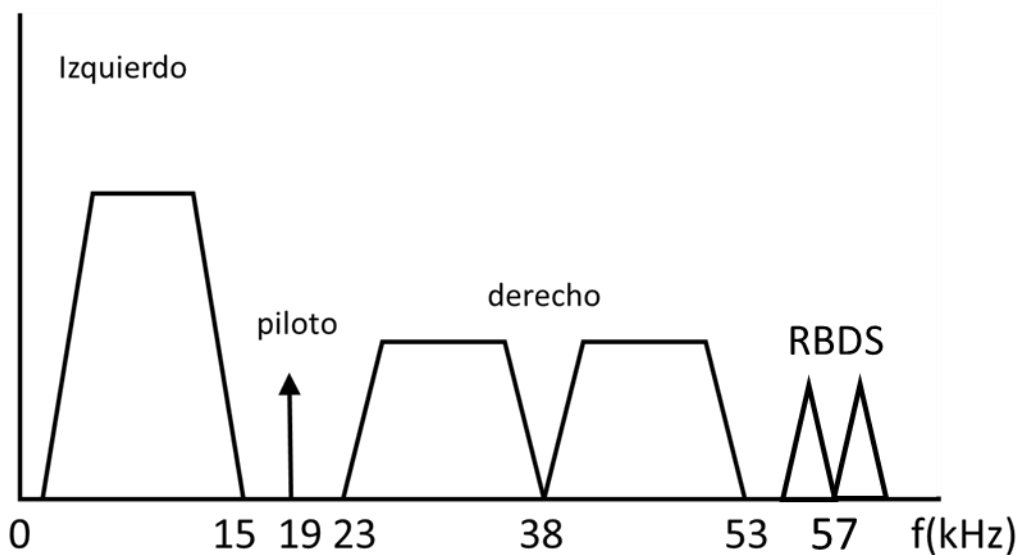 Izquierdo
derecho
piloto
RBDS
0 15 19 23 38 53 57 f(kHz)